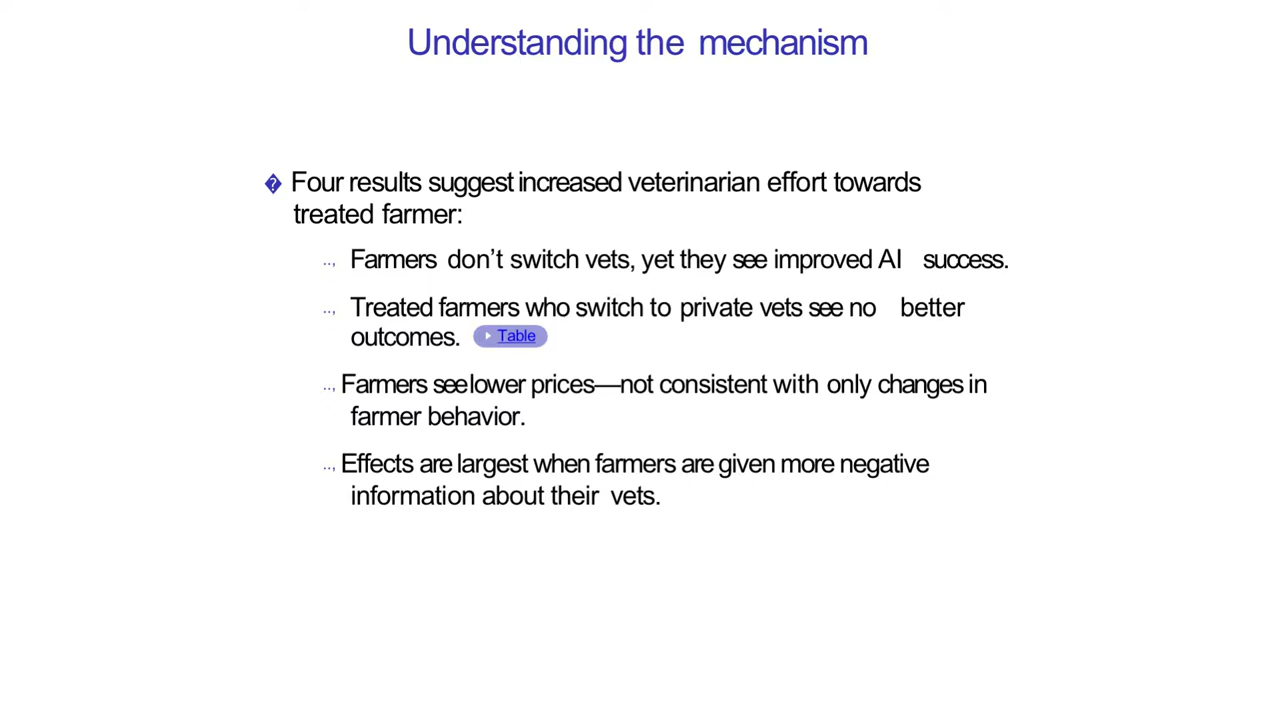 Understanding the mechanism
Four results suggest increased veterinarian effort towards
treated farmer:
Farmers don’t switch vets, yet they see improved AI success.
Treated farmers who switch to private vets see no better
outcomes. Table
Farmers see lower prices—not consistent with only changes in
farmer behavior.
Effects are largest when farmers are given more negative
information about their vets.